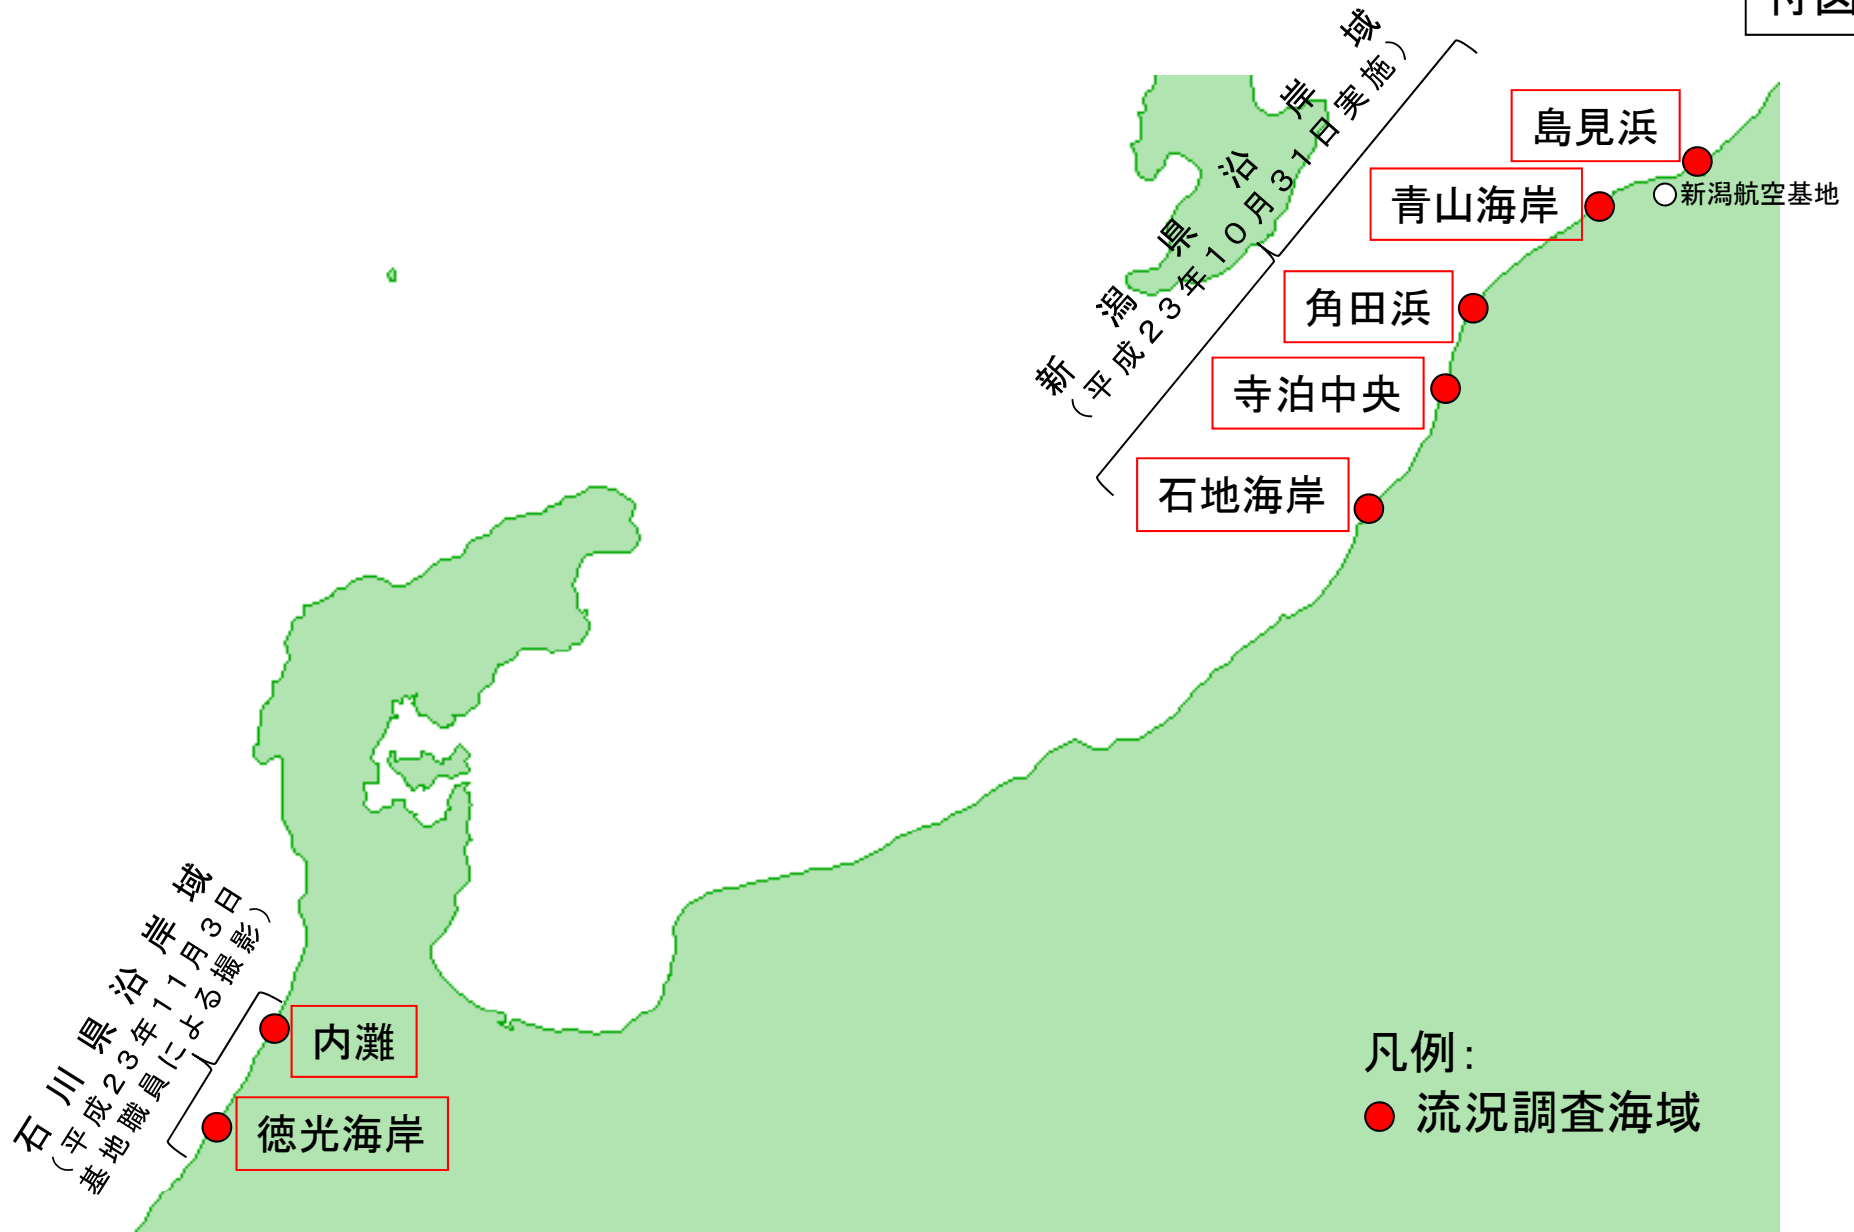 付図
新潟県沿岸域
（平成２３年１０月３１日実施）
島見浜
新潟航空基地
青山海岸
角田浜
寺泊中央
石地海岸
石川県沿岸域
（平成２３年１１月３日
基地職員による撮影）
内灘
徳光海岸
凡例：
流況調査海域